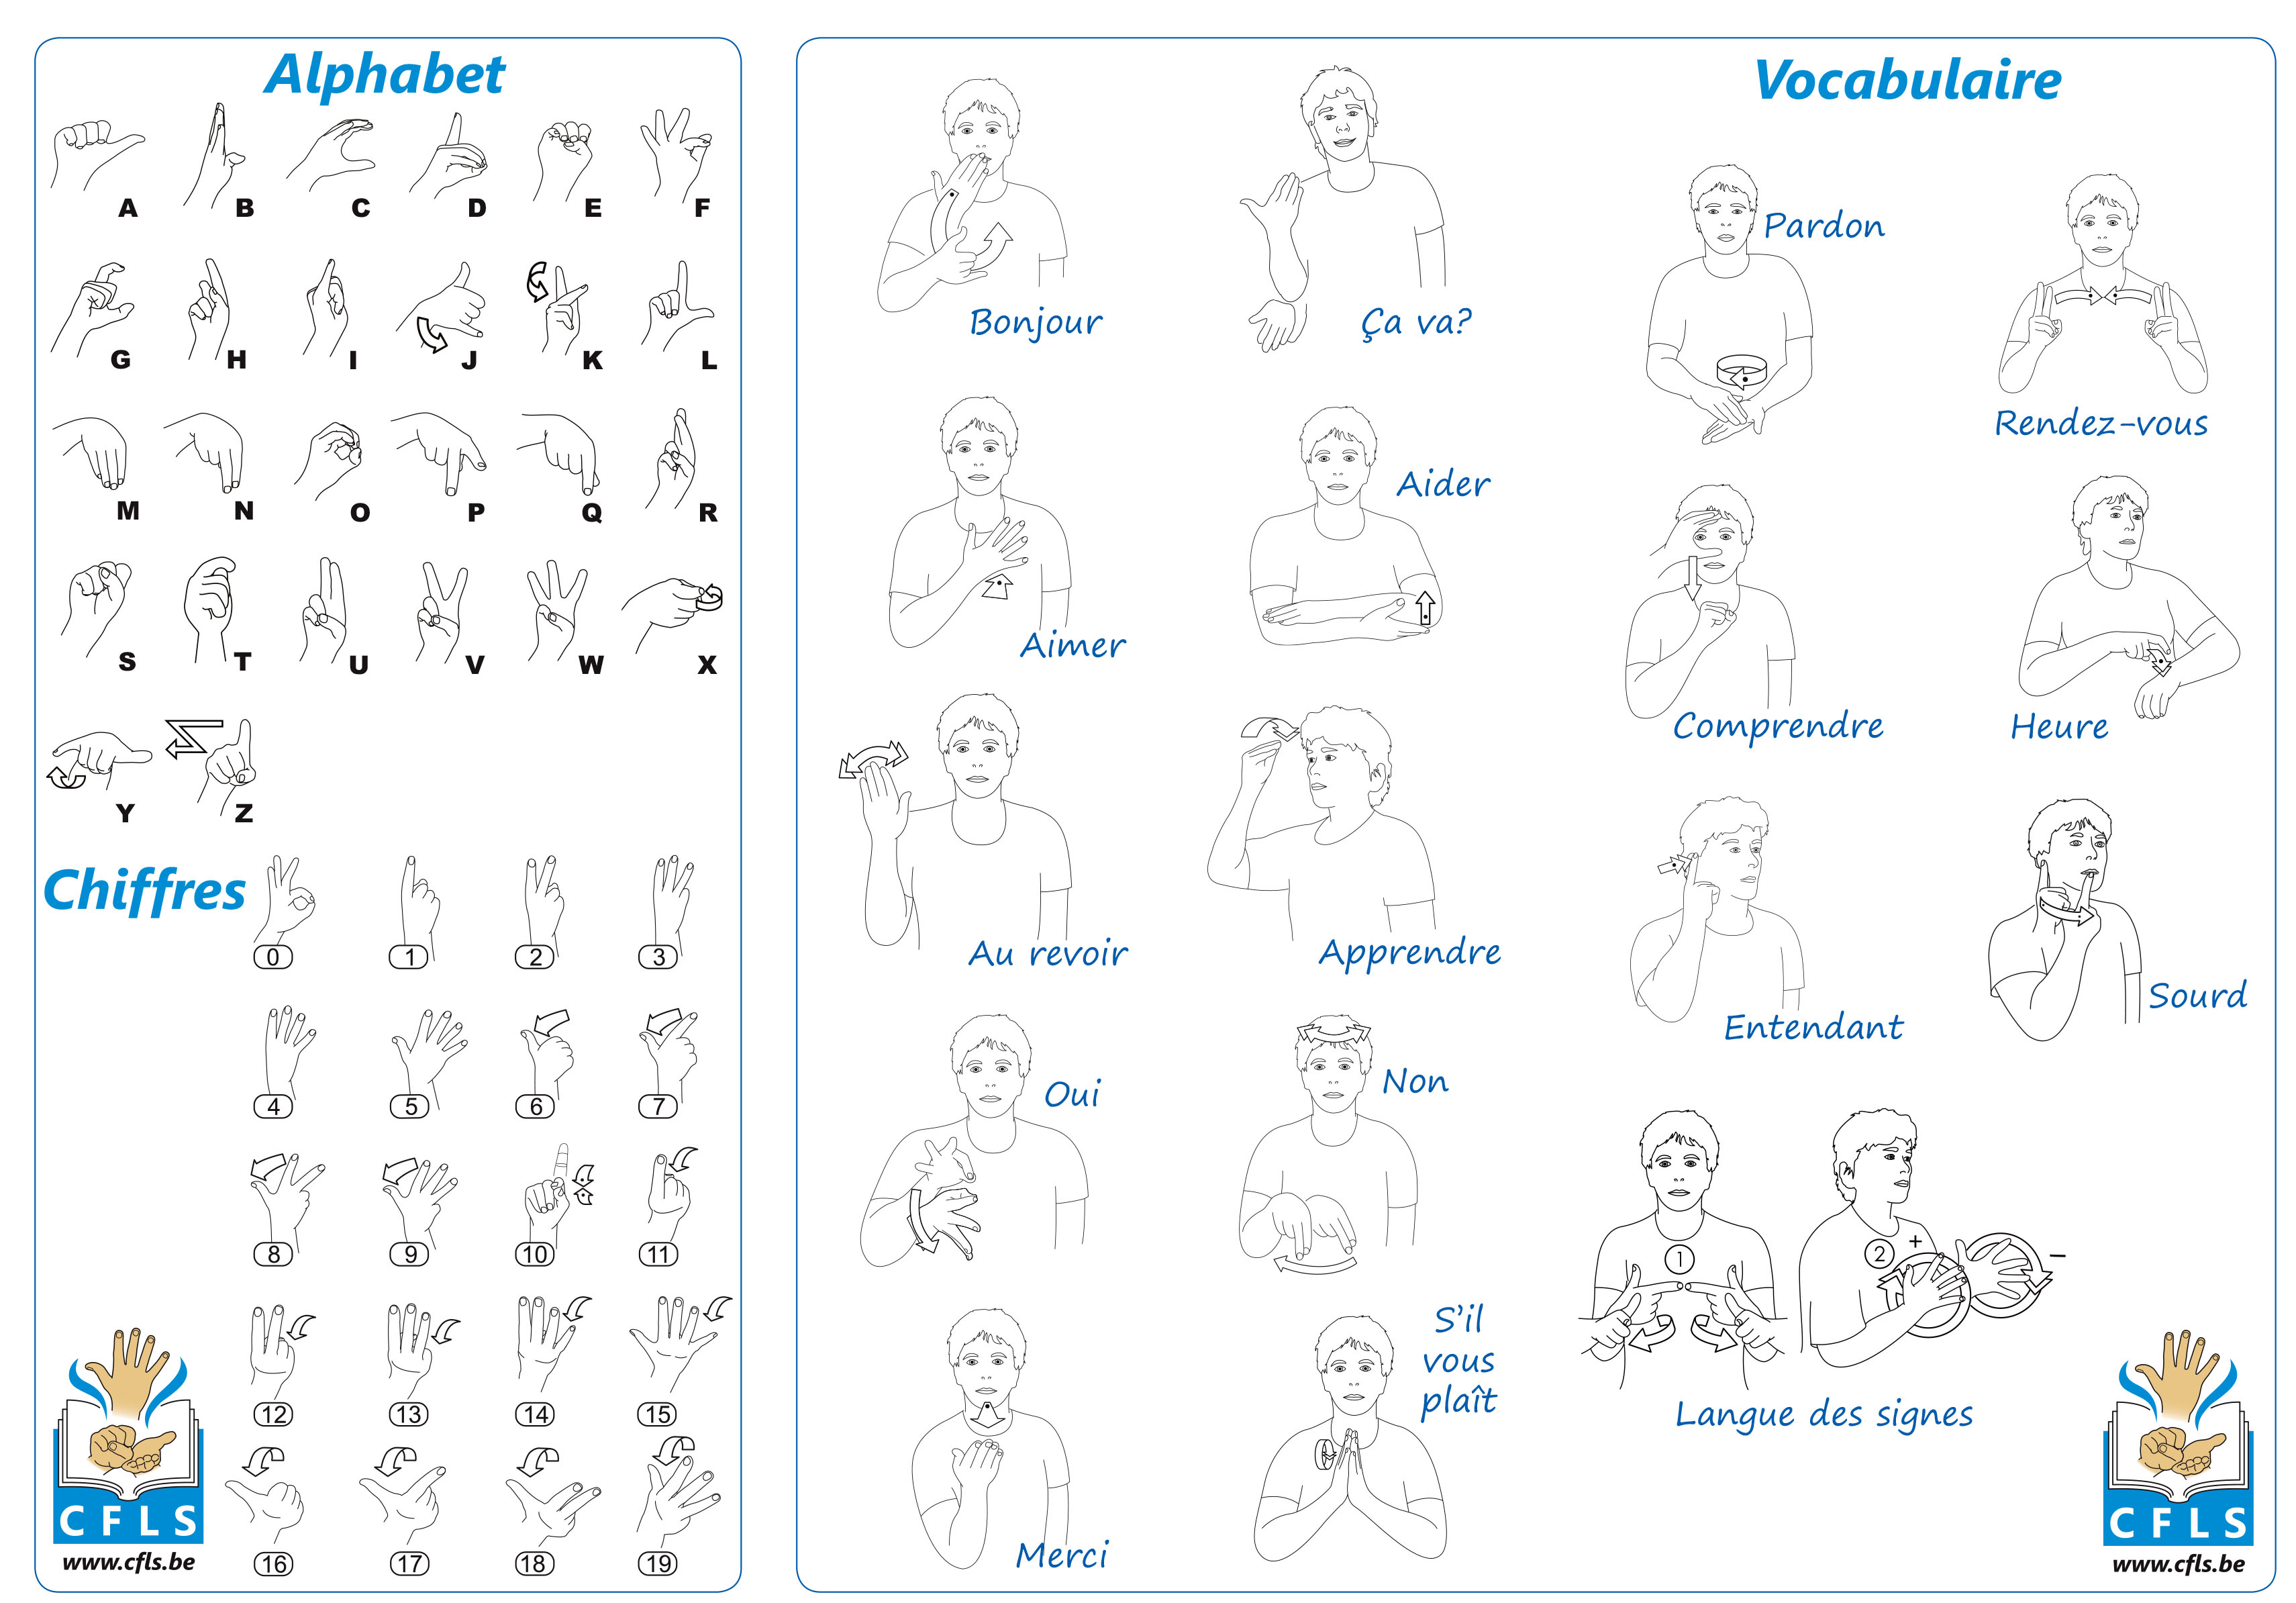 Alphabet
A B C D E F
G H I J K L
M N O P Q R
S T U V W X
Y Z
Chiffres
0 1 2 3
4 5 6 7
8 9 10 11
12 13 14 15
16 17 18 19
C F L S
www.cfls.be
Vocabulaire
Bonjour
Ça va?
Pardon
Rendez-vous
Aimer
Aider
Comprendre
Heure
Au revoir
Apprendre
Entendant
Sourd
Oui
Non
1
2
+
−
Langue des signes
Merci
S'il
vous
plaît
C F L S
www.cfls.be